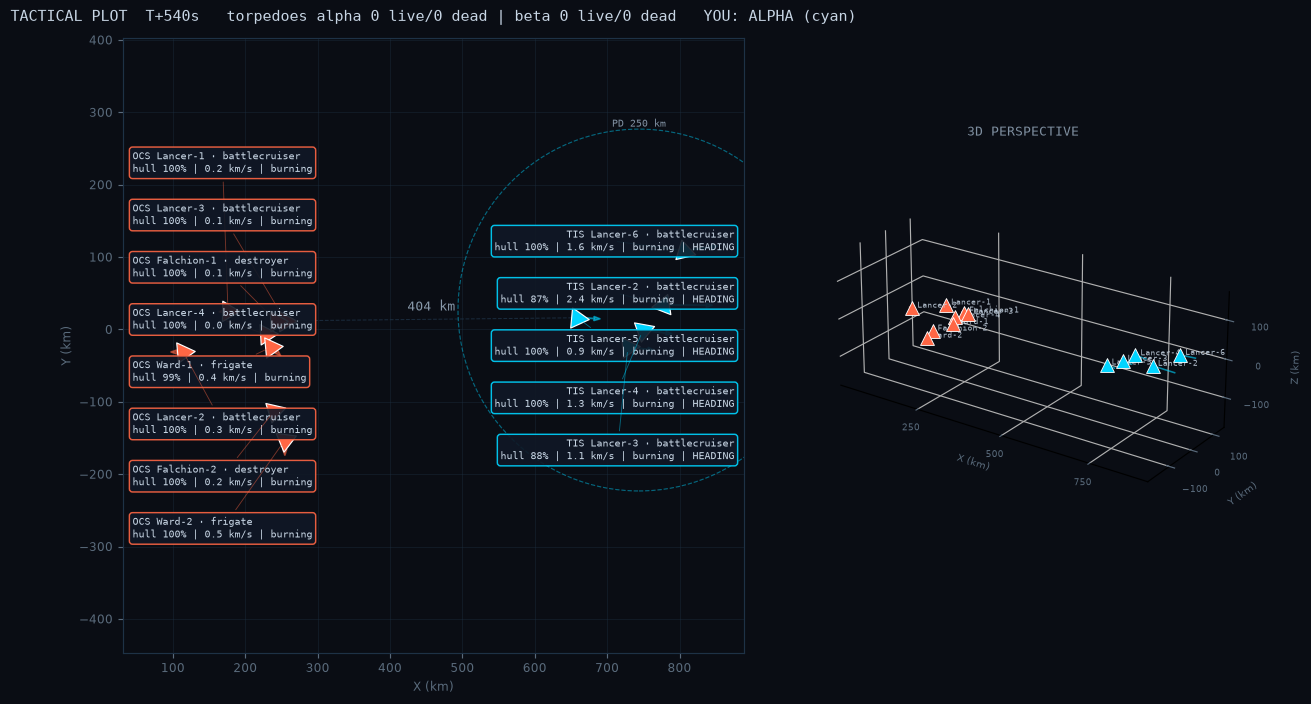 TACTICAL PLOT  T+540s   torpedoes alpha 0 live/0 dead | beta 0 live/0 dead   YOU: ALPHA (cyan)
400
300
200
100
0
−100
−200
−300
−400
Y (km)
100
200
300
400
500
600
700
800
X (km)
OCS Lancer-1 · battlecruiser
hull 100% | 0.2 km/s | burning
OCS Lancer-3 · battlecruiser
hull 100% | 0.1 km/s | burning
OCS Falchion-1 · destroyer
hull 100% | 0.1 km/s | burning
OCS Lancer-4 · battlecruiser
hull 100% | 0.0 km/s | burning
OCS Ward-1 · frigate
hull 99% | 0.4 km/s | burning
OCS Lancer-2 · battlecruiser
hull 100% | 0.3 km/s | burning
OCS Falchion-2 · destroyer
hull 100% | 0.2 km/s | burning
OCS Ward-2 · frigate
hull 100% | 0.5 km/s | burning
404 km
PD 250 km
TIS Lancer-6 · battlecruiser
hull 100% | 1.6 km/s | burning | HEADING
TIS Lancer-2 · battlecruiser
hull 87% | 2.4 km/s | burning | HEADING
TIS Lancer-5 · battlecruiser
hull 100% | 0.9 km/s | burning | HEADING
TIS Lancer-4 · battlecruiser
hull 100% | 1.3 km/s | burning | HEADING
TIS Lancer-3 · battlecruiser
hull 88% | 1.1 km/s | burning | HEADING
3D PERSPECTIVE
Lancer-1
Lancer-6
Lancer-2
250
500
750
X (km)
−100
0
100
Y (km)
100
0
−100
Z (km)